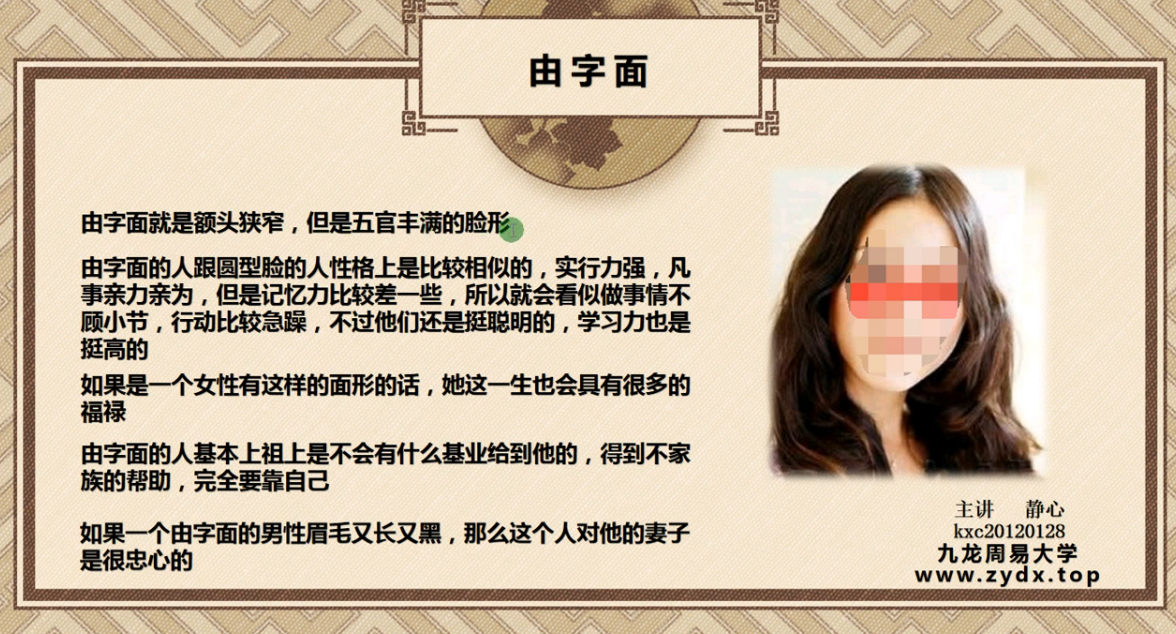 由字面
由字面就是额头狭窄，但是五官丰满的脸形
由字面的人跟圆型脸的人性格上是比较相似的，实行力强，凡
事亲力亲为，但是记忆力比较差一些，所以就会看似做事情不
顾小节，行动比较急躁，不过他们还是挺聪明的，学习力也是
挺高的
如果是一个女性有这样的面形的话，她这一生也会具有很多的
福禄
由字面的人基本上祖上是不会有什么基业给到他的，得到不家
族的帮助，完全要靠自己
如果一个由字面的男性眉毛又长又黑，那么这个人对他的妻子
是很忠心的
主讲 静心
kxc20120128
九龙周易大学
www.zydx.top